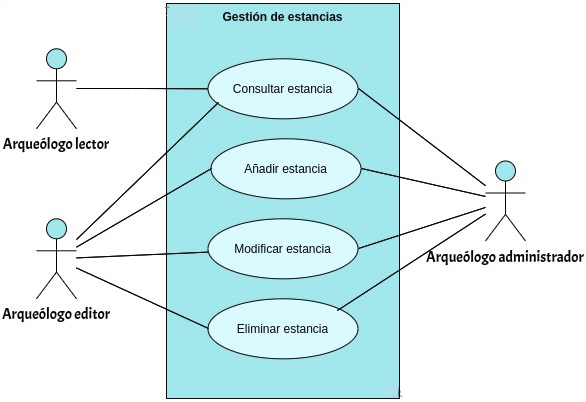 Gestión de estancias
Consultar estancia
Arqueólogo lector
Añadir estancia
Modificar estancia
Arqueólogo administrador
Arqueólogo editor
Eliminar estancia